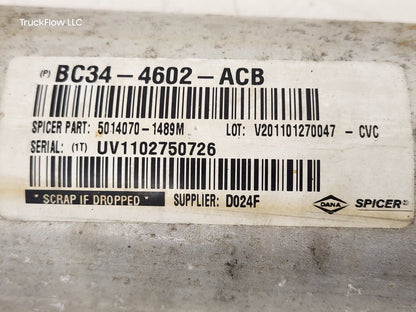 TruckFlow LLC
(P) BC34-4602-ACB
SPICER PART: 5014070-1489M LOT: V201101270047 - CVC
SERIAL: (1T) UV1102750726
* SCRAP IF DROPPED * SUPPLIER: D024F DANA SPICER®